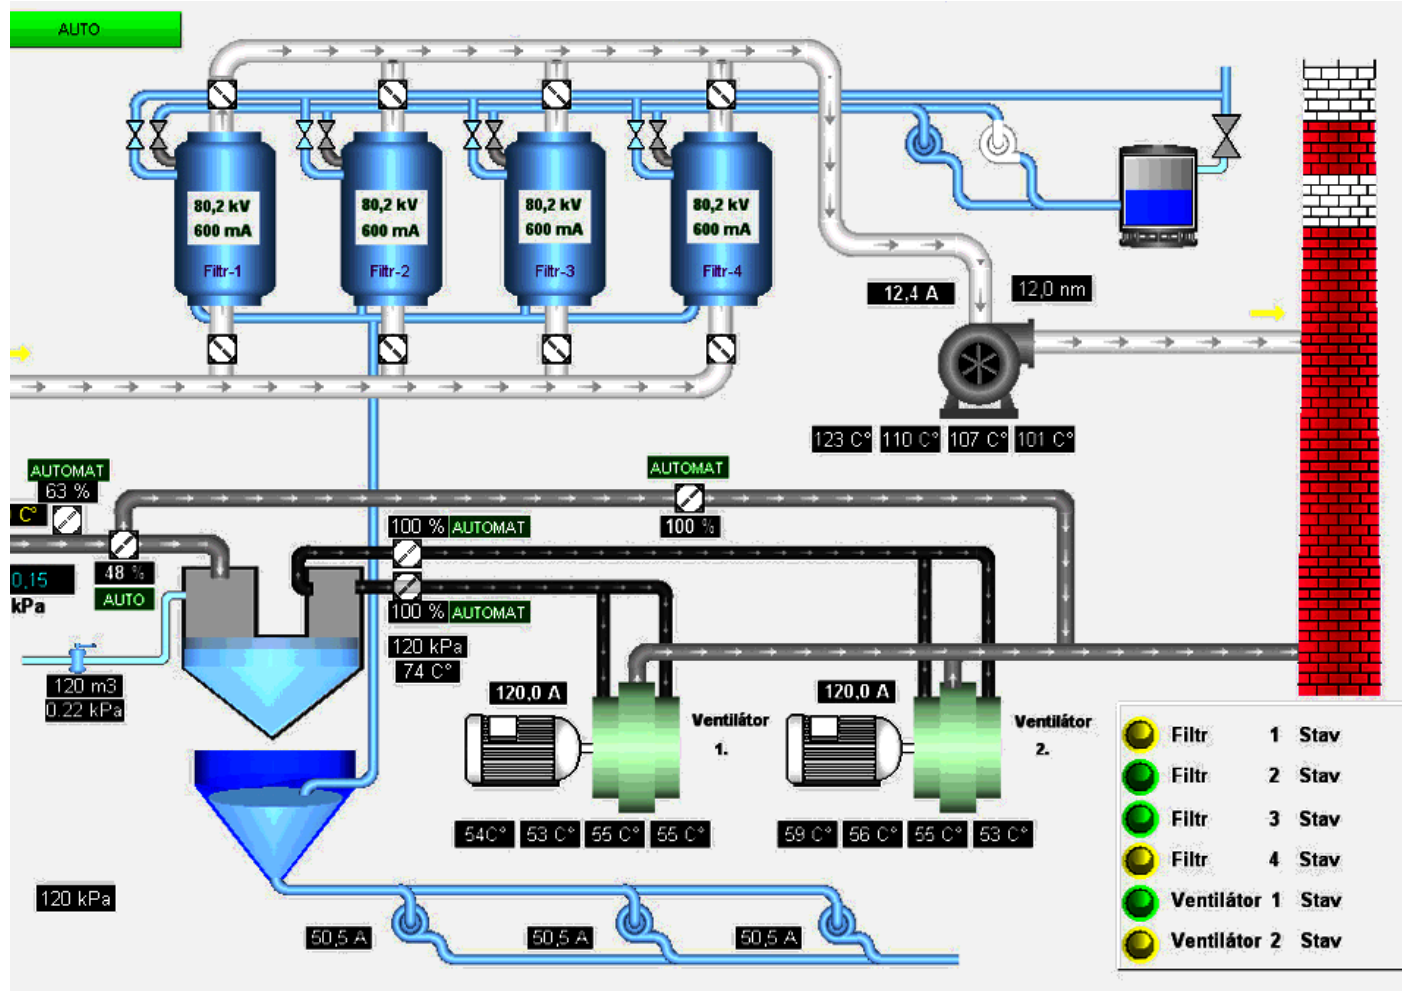 AUTO
80,2 kV
600 mA
Filtr-1
80,2 kV
600 mA
Filtr-2
80,2 kV
600 mA
Filtr-3
80,2 kV
600 mA
Filtr-4
12,4 A
12,0 nm
123 C°
110 C°
107 C°
101 C°
AUTOMAT
63 %
C°
AUTOMAT
100 %
48 %
AUTO
0,15
kPa
100 % AUTOMAT
100 % AUTOMAT
120 kPa
74 C°
120 m3
0.22 kPa
120,0 A
Ventilátor
1.
120,0 A
Ventilátor
2.
54C°
53 C°
55 C°
55 C°
59 C°
56 C°
55 C°
53 C°
120 kPa
50,5 A
50,5 A
50,5 A
Filtr 1 Stav
Filtr 2 Stav
Filtr 3 Stav
Filtr 4 Stav
Ventilátor 1 Stav
Ventilátor 2 Stav